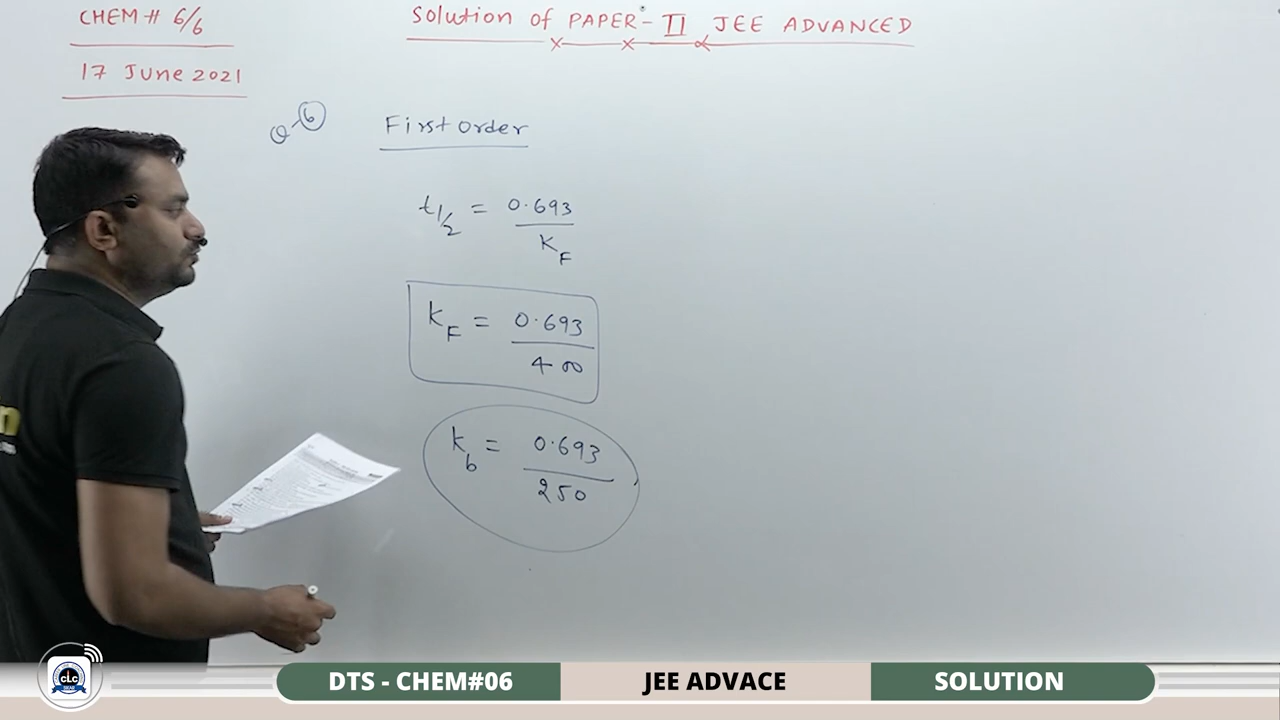 CHEM# 6/6
17 June 2021
Solution of PAPER-II JEE ADVANCED
Q-6
First order
t1/2 = 0.693
KF
KF = 0.693
400
Kb = 0.693
250
CLC
DTS - CHEM#06
JEE ADVACE
SOLUTION